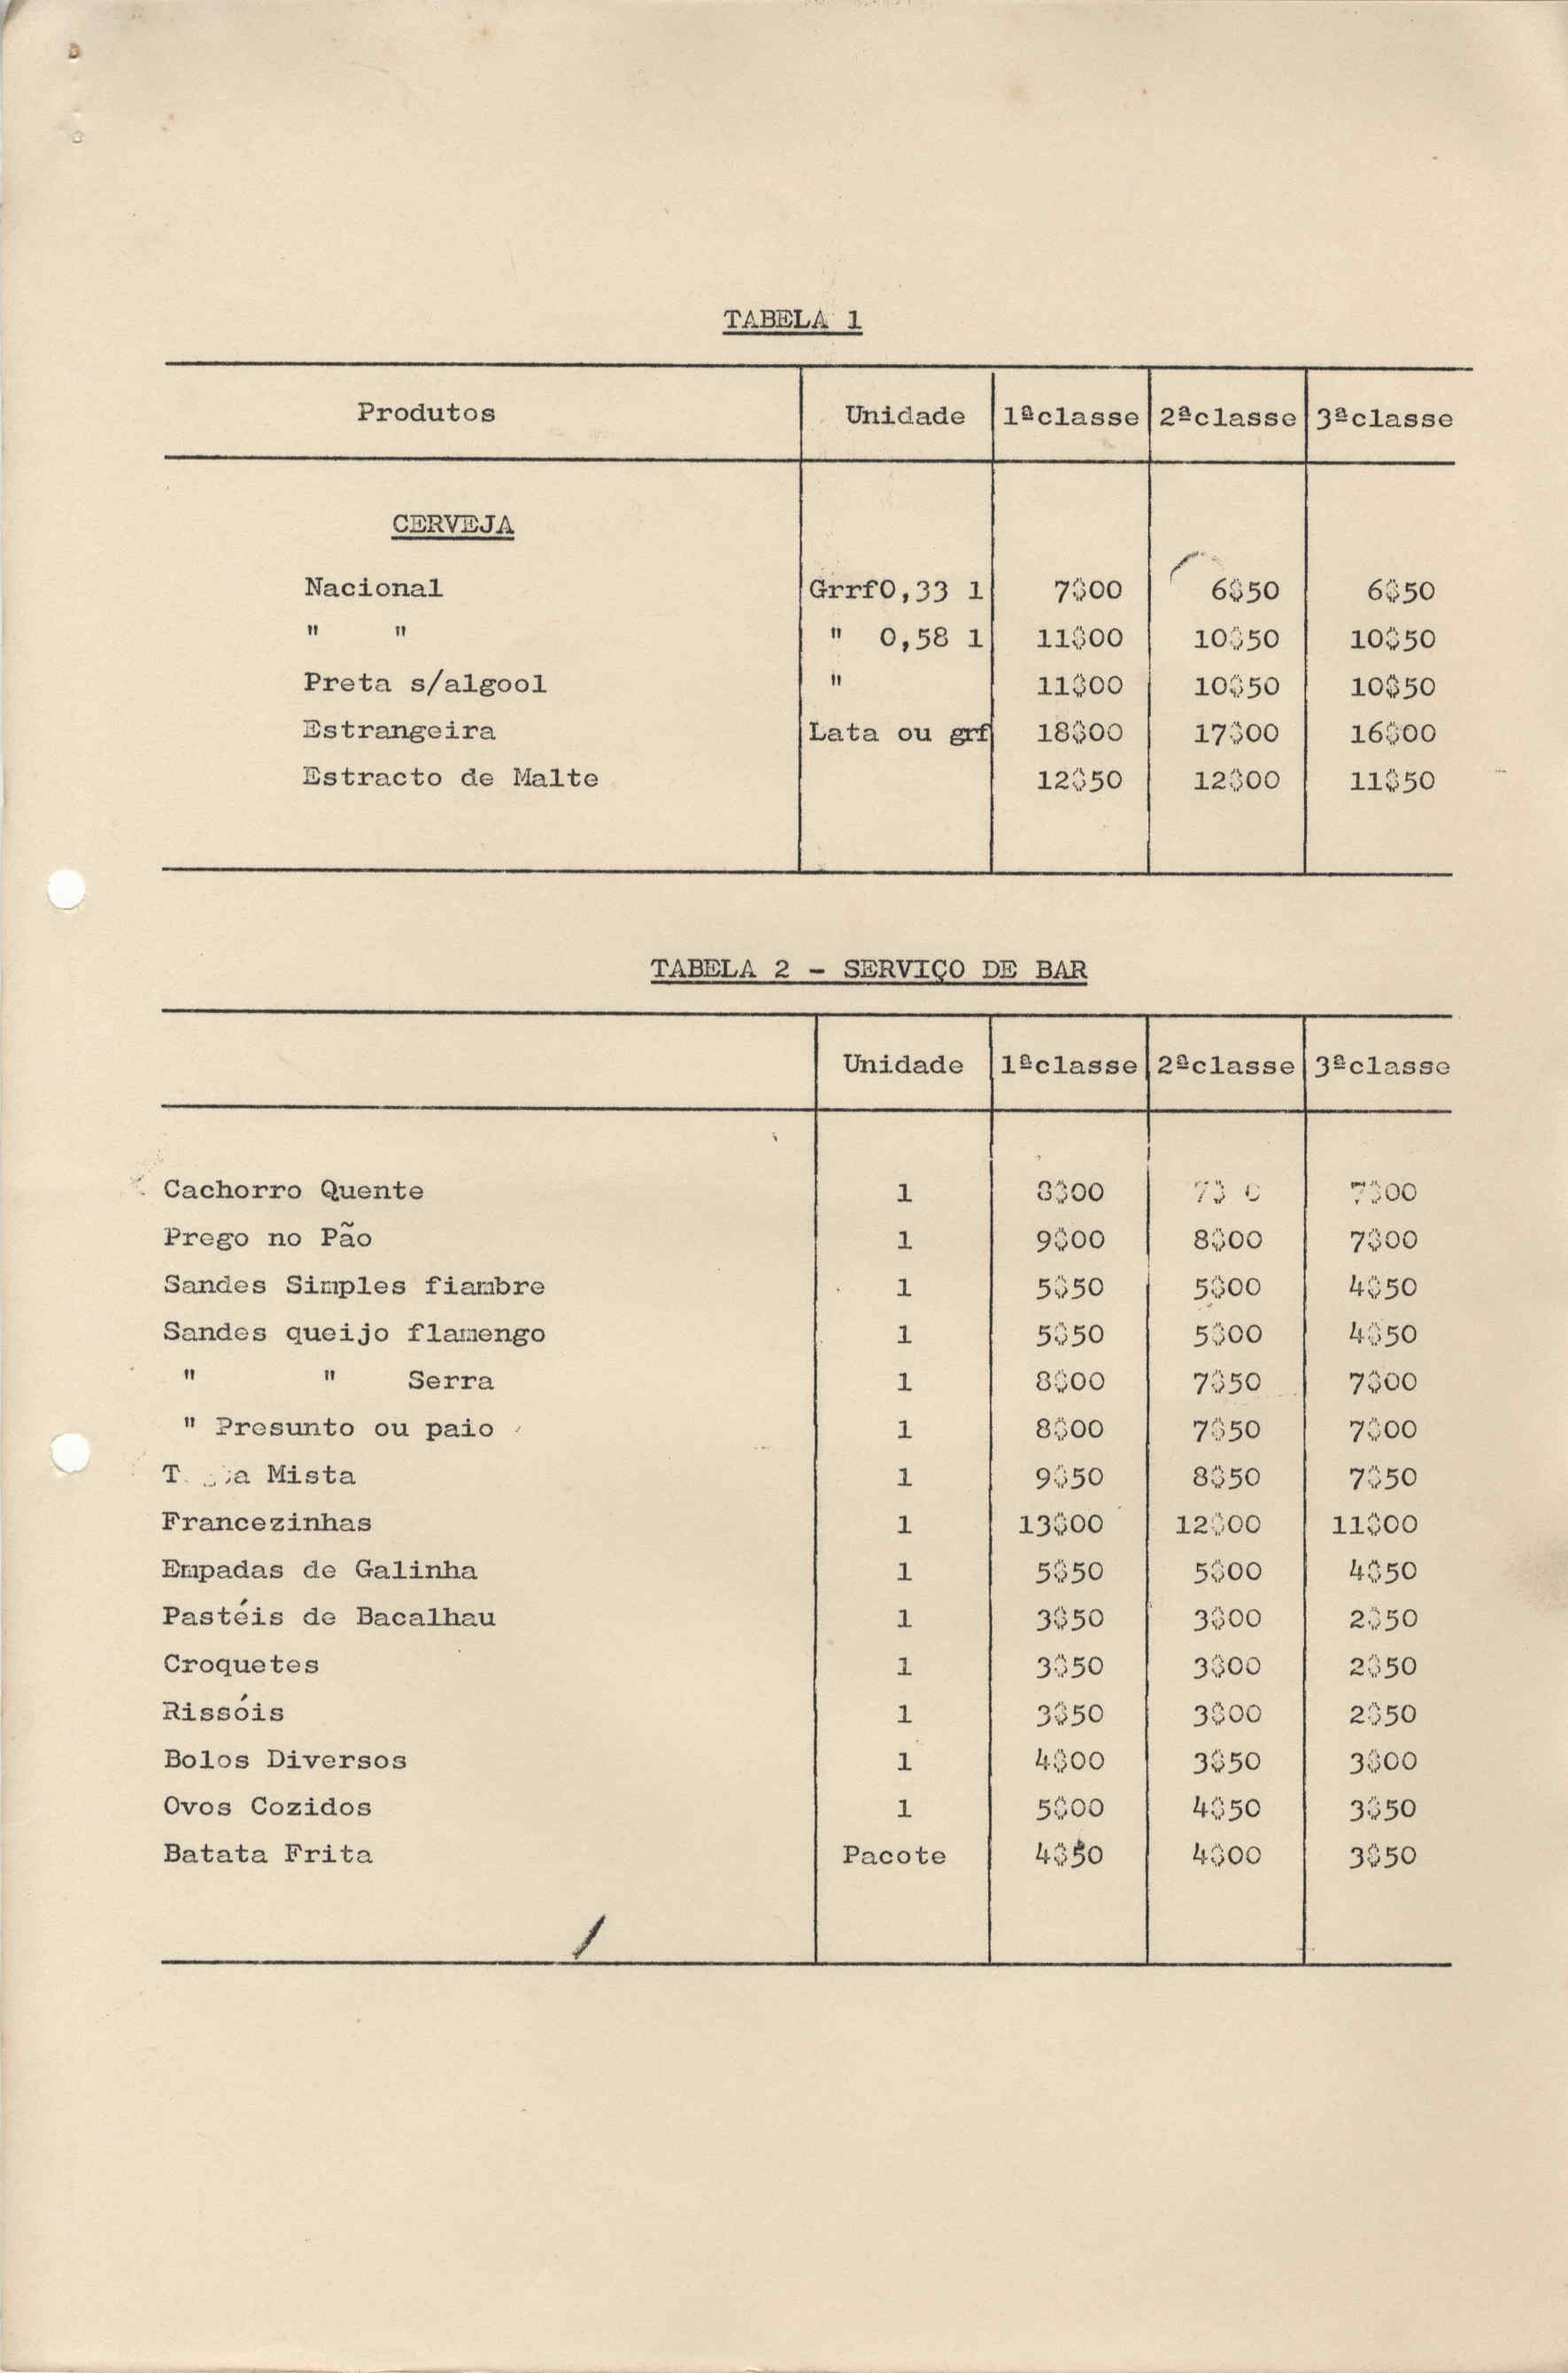 TABELA 1
Produtos Unidade 1ªclasse 2ªclasse 3ªclasse
CERVEJA
Nacional Grrf0,33 l 7$00 6$50 6$50
" " " 0,58 l 11$00 10$50 10$50
Preta s/algool " 11$00 10$50 10$50
Estrangeira Lata ou grf 18$00 17$00 16$00
Estracto de Malte 12$50 12$00 11$50
TABELA 2 - SERVIÇO DE BAR
Unidade 1ªclasse 2ªclasse 3ªclasse
Cachorro Quente 1 8$00 7$00
Prego no Pão 1 9$00 8$00 7$00
Sandes Simples fiambre 1 5$50 5$00 4$50
Sandes queijo flamengo 1 5$50 5$00 4$50
" " Serra 1 8$00 7$50 7$00
" Presunto ou paio 1 8$00 7$50 7$00
Mista 1 9$50 8$50 7$50
Francezinhas 1 13$00 12$00 11$00
Empadas de Galinha 1 5$50 5$00 4$50
Pastéis de Bacalhau 1 3$50 3$00 2$50
Croquetes 1 3$50 3$00 2$50
Rissóis 1 3$50 3$00 2$50
Bolos Diversos 1 4$00 3$50 3$00
Ovos Cozidos 1 5$00 4$50 3$50
Batata Frita Pacote 4$50 4$00 3$50